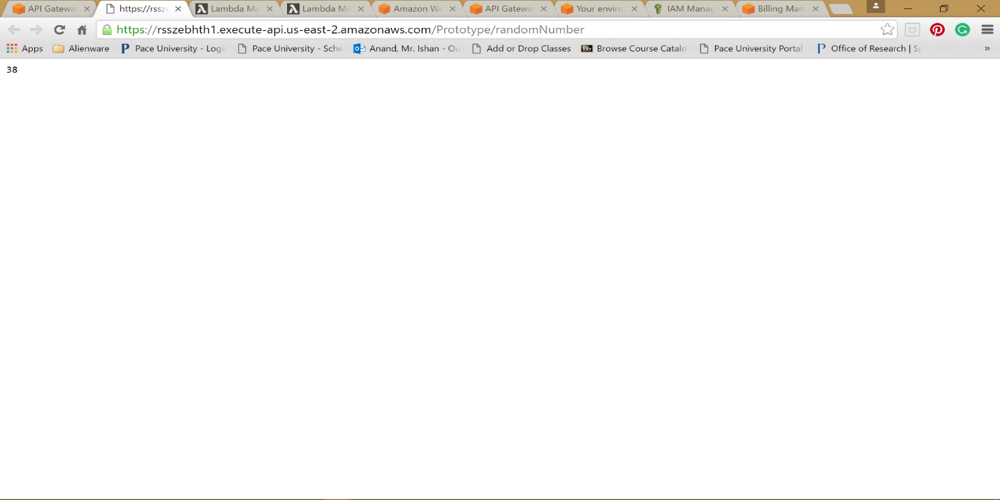 API Gatewa https://rssz Lambda Ma Lambda Ma Amazon We API Gatewa Your enviro IAM Manag Billing Man
https://rsszebhth1.execute-api.us-east-2.amazonaws.com/Prototype/randomNumber
Apps Alienware Pace University - Logi Pace University - Sche Anand, Mr. Ishan - Ou Add or Drop Classes Bb Browse Course Catalo Pace University Portal Office of Research | Sp »
38